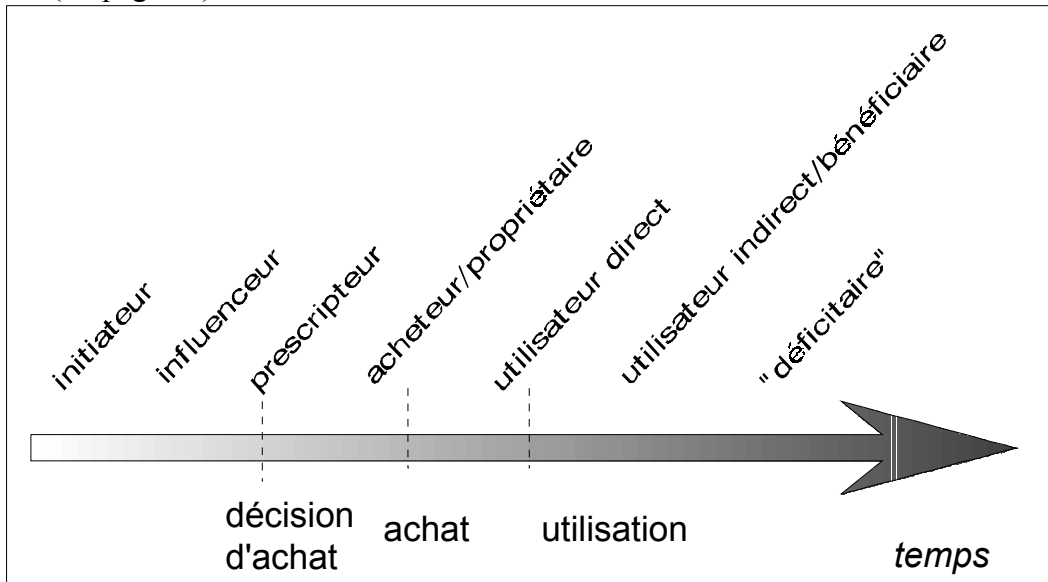 initiateur
influenceur
prescripteur
acheteur/propriétaire
utilisateur direct
utilisateur indirect/bénéficiaire
"déficitaire"
décision
d'achat
achat
utilisation
temps